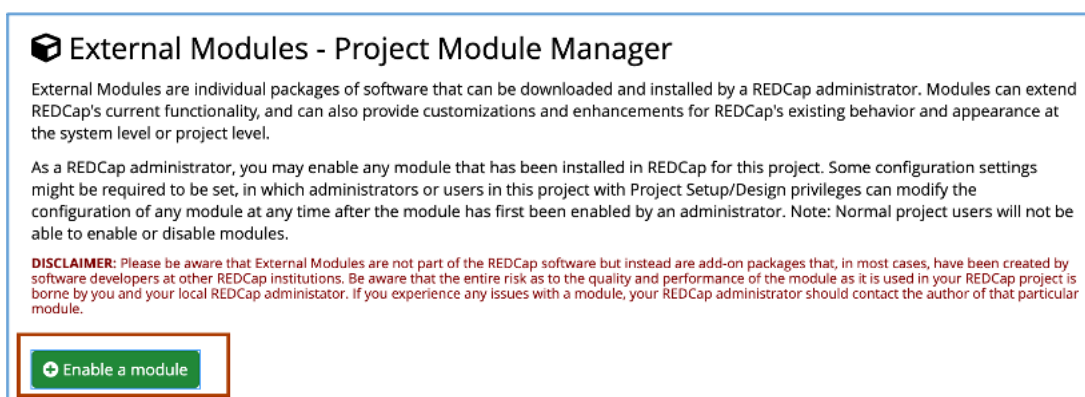 External Modules - Project Module Manager
External Modules are individual packages of software that can be downloaded and installed by a REDCap administrator. Modules can extend
REDCap's current functionality, and can also provide customizations and enhancements for REDCap's existing behavior and appearance at
the system level or project level.
As a REDCap administrator, you may enable any module that has been installed in REDCap for this project. Some configuration settings
might be required to be set, in which administrators or users in this project with Project Setup/Design privileges can modify the
configuration of any module at any time after the module has first been enabled by an administrator. Note: Normal project users will not be
able to enable or disable modules.
DISCLAIMER: Please be aware that External Modules are not part of the REDCap software but instead are add-on packages that, in most cases, have been created by
software developers at other REDCap institutions. Be aware that the entire risk as to the quality and performance of the module as it is used in your REDCap project is
borne by you and your local REDCap administator. If you experience any issues with a module, your REDCap administrator should contact the author of that particular
module.
Enable a module